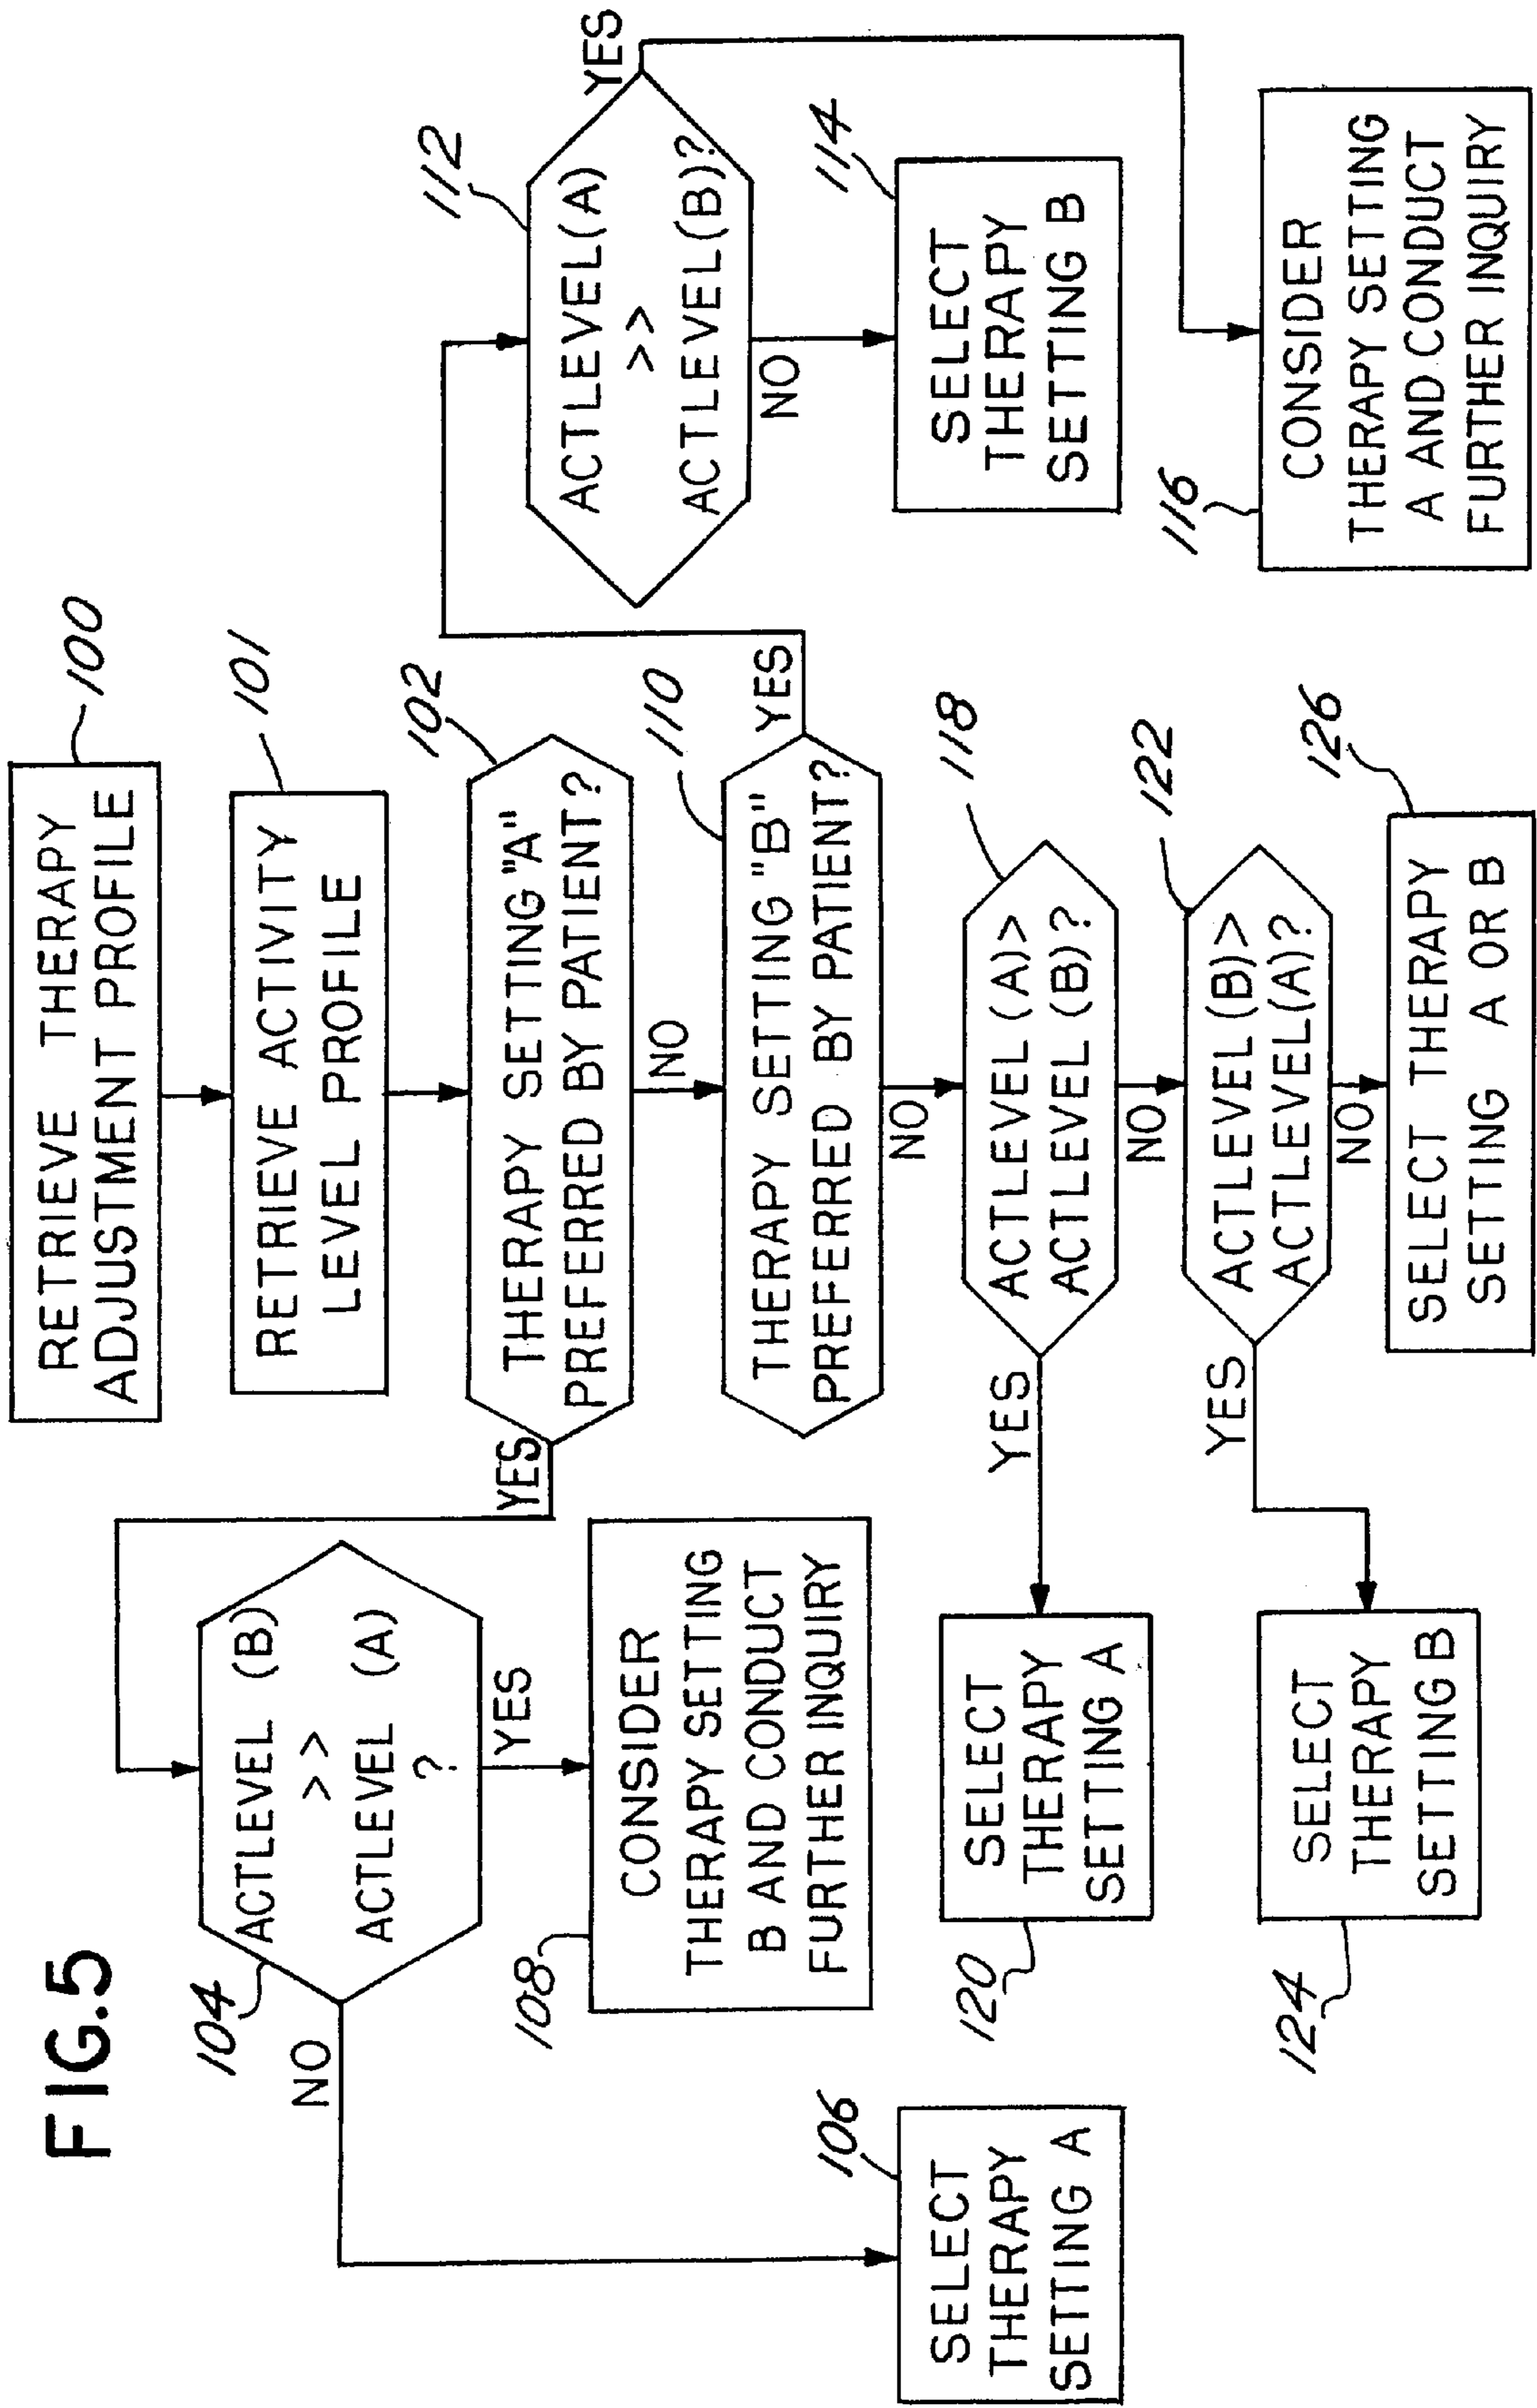 FIG.5
RETRIEVE THERAPY
ADJUSTMENT PROFILE
100
RETRIEVE ACTIVITY
LEVEL PROFILE
101
THERAPY SETTING "A"
PREFERRED BY PATIENT?
102
YES
NO
ACTLEVEL (B)
>>
ACTLEVEL (A)
?
104
NO
YES
SELECT
THERAPY
SETTING A
106
CONSIDER
THERAPY SETTING
B AND CONDUCT
FURTHER INQUIRY
108
THERAPY SETTING "B"
PREFERRED BY PATIENT?
110
YES
NO
ACTLEVEL(A)
>>
ACTLEVEL(B)?
112
YES
NO
SELECT
THERAPY
SETTING B
114
CONSIDER
THERAPY SETTING
A AND CONDUCT
FURTHER INQUIRY
116
ACTLEVEL (A)>
ACTLEVEL (B)?
118
YES
NO
SELECT
THERAPY
SETTING A
120
ACTLEVEL(B)>
ACTLEVEL(A)?
122
YES
NO
SELECT
THERAPY
SETTING B
124
SELECT THERAPY
SETTING A OR B
126